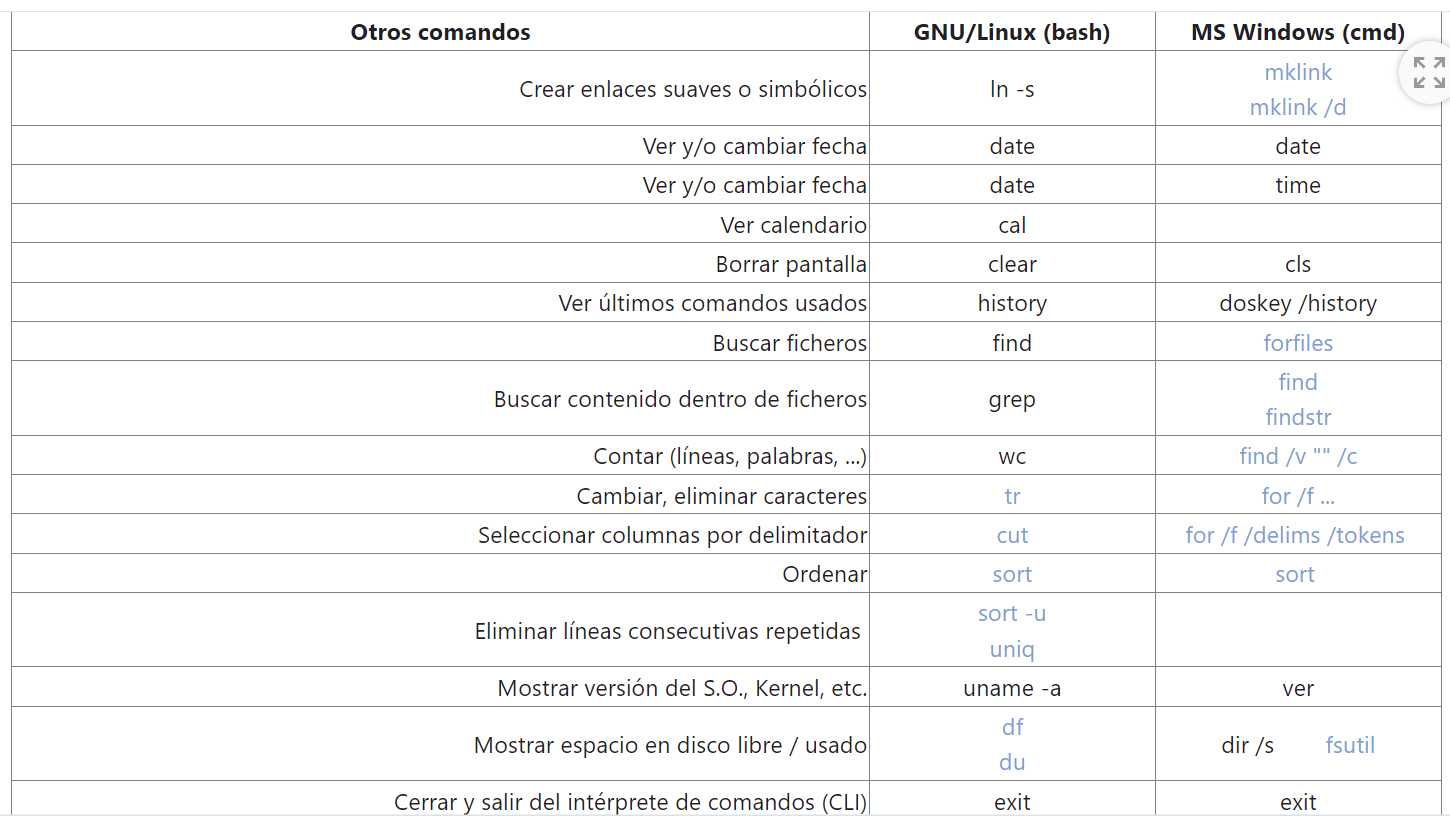 Otros comandos GNU/Linux (bash) MS Windows (cmd)
Crear enlaces suaves o simbólicos ln -s mklink
mklink /d
Ver y/o cambiar fecha date date
Ver y/o cambiar fecha date time
Ver calendario cal
Borrar pantalla clear cls
Ver últimos comandos usados history doskey /history
Buscar ficheros find forfiles
Buscar contenido dentro de ficheros grep find
findstr
Contar (líneas, palabras, ...) wc find /v "" /c
Cambiar, eliminar caracteres tr for /f ...
Seleccionar columnas por delimitador cut for /f /delims /tokens
Ordenar sort sort
Eliminar líneas consecutivas repetidas sort -u
uniq
Mostrar versión del S.O., Kernel, etc. uname -a ver
Mostrar espacio en disco libre / usado df
du dir /s fsutil
Cerrar y salir del intérprete de comandos (CLI) exit exit